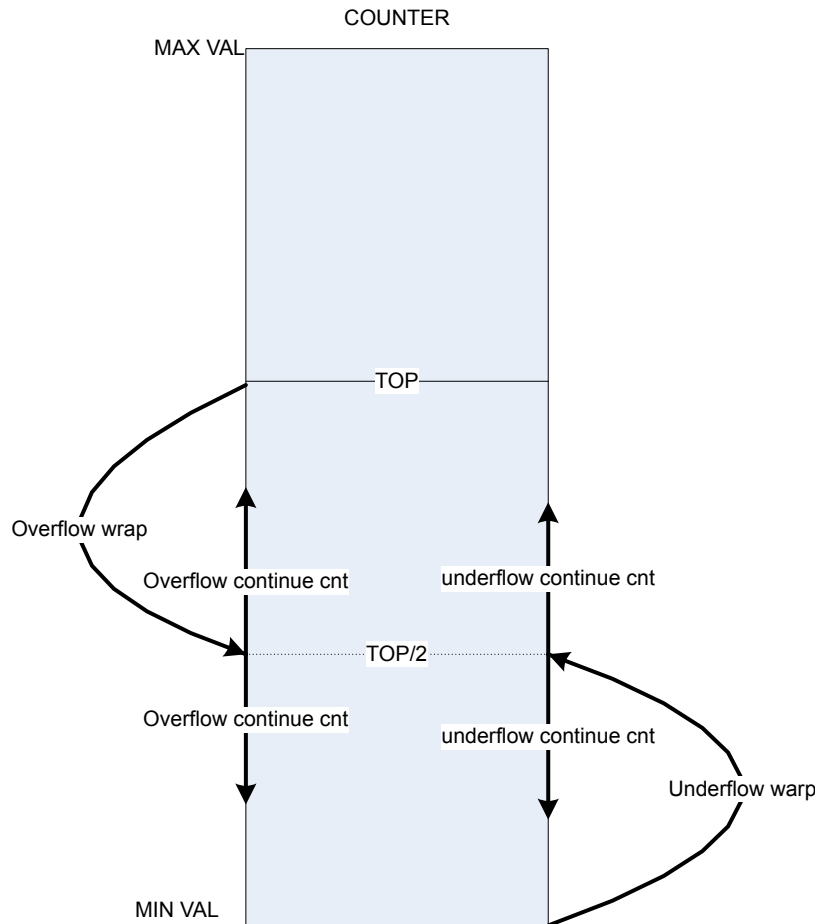 COUNTER
MAX VAL
TOP
Overflow wrap
Overflow continue cnt
underflow continue cnt
TOP/2
Overflow continue cnt
underflow continue cnt
Underflow warp
MIN VAL